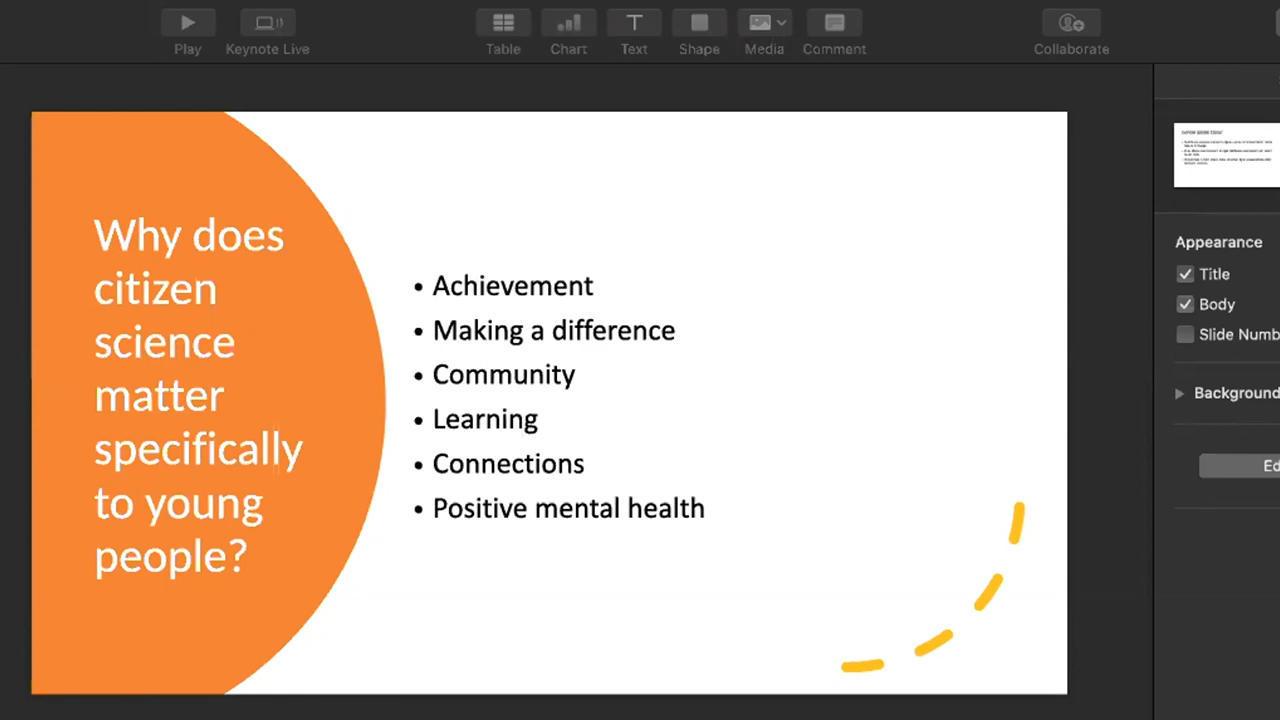 Play
Keynote Live
Table
Chart
Text
Shape
Media
Comment
Collaborate
Why does
citizen
science
matter
specifically
to young
people?
• Achievement
• Making a difference
• Community
• Learning
• Connections
• Positive mental health
Appearance
Title
Body
Slide Numb
Background
Ed